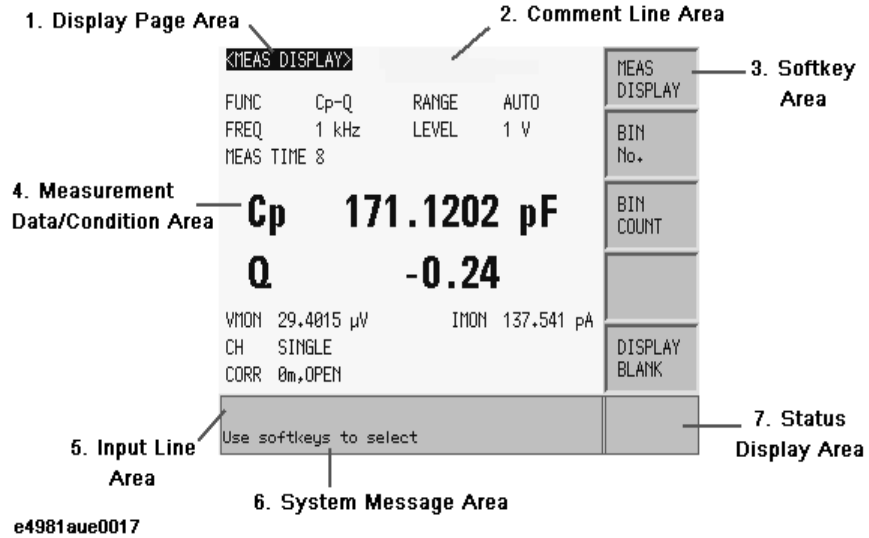 1. Display Page Area
2. Comment Line Area
<MEAS DISPLAY>
MEAS
DISPLAY
3. Softkey
Area
FUNC Cp-Q RANGE AUTO
FREQ 1 kHz LEVEL 1 V
MEAS TIME 8
BIN
No.
4. Measurement
Data/Condition Area
Cp 171.1202 pF
BIN
COUNT
Q -0.24
VMON 29.4015 µV IMON 137.541 pA
CH SINGLE
CORR 0m,OPEN
DISPLAY
BLANK
5. Input Line
Area
Use softkeys to select
7. Status
Display Area
6. System Message Area
e4981aue0017